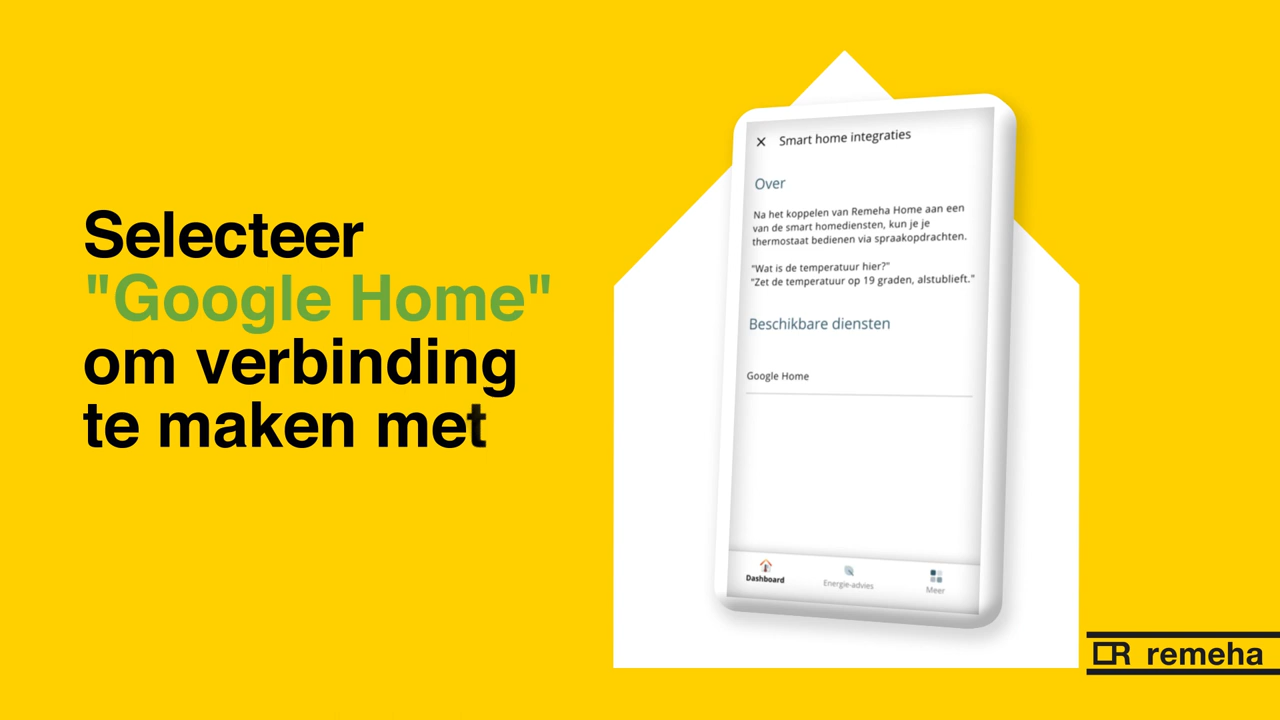 Selecteer
"Google Home"
om verbinding
te maken met
Smart home integraties
Over
Na het koppelen van Remeha Home aan een
van de smart homediensten, kun je je
thermostaat bedienen via spraakopdrachten.
"Wat is de temperatuur hier?"
"Zet de temperatuur op 19 graden, alstublieft."
Beschikbare diensten
Google Home
Dashboard
Energie-advies
Meer
remeha